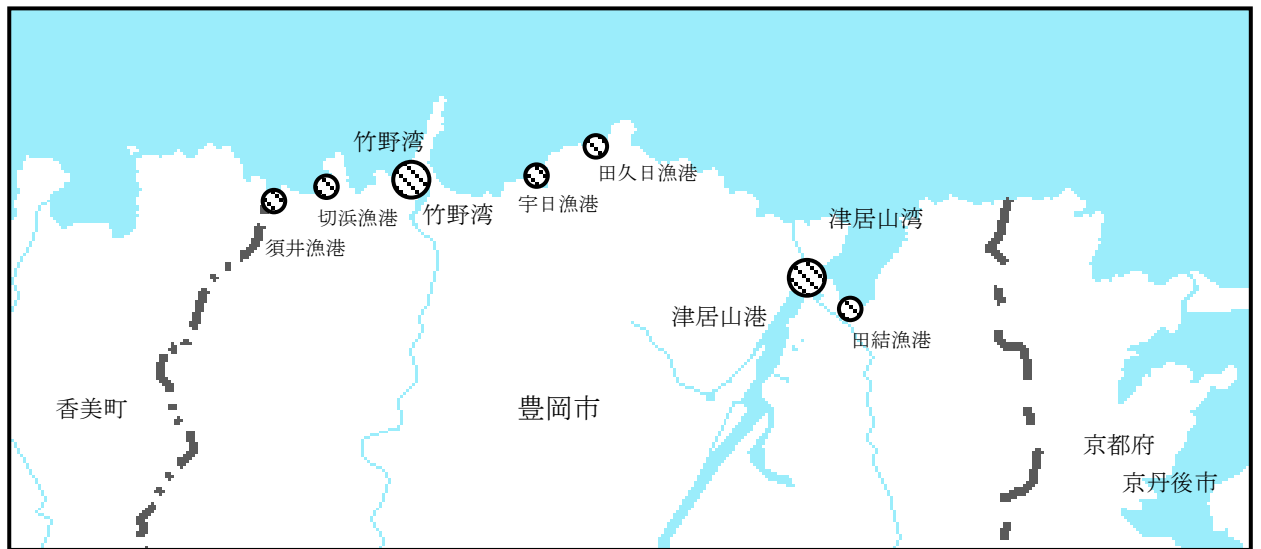 竹野湾
田久日漁港
宇日漁港
切浜漁港
竹野湾
津居山湾
須井漁港
津居山港
田結漁港
香美町
豊岡市
京都府
京丹後市